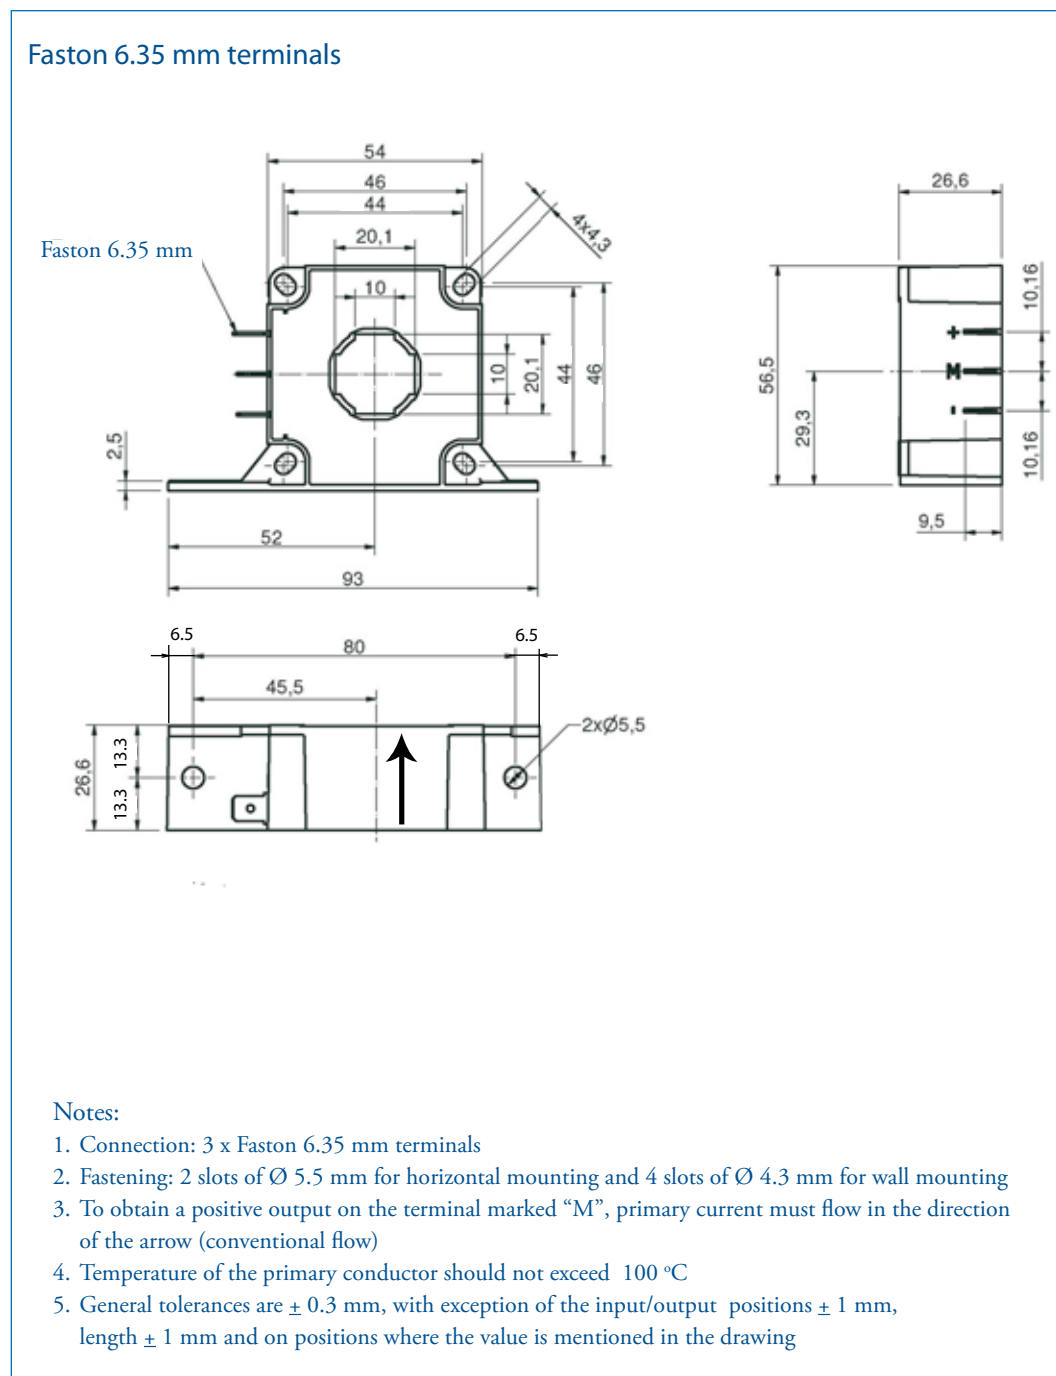 Faston 6.35 mm terminals
54
46
44
20,1
10
4x4,3
Faston 6.35 mm
10
20,1
44
46
2,5
52
93
26,6
56,5
29,3
10,16
10,16
+
M
-
9,5
6.5
80
6.5
45,5
2xØ5,5
26,6
13.3
13.3
Notes:
1. Connection: 3 x Faston 6.35 mm terminals
2. Fastening: 2 slots of Ø 5.5 mm for horizontal mounting and 4 slots of Ø 4.3 mm for wall mounting
3. To obtain a positive output on the terminal marked “M”, primary current must flow in the direction
of the arrow (conventional flow)
4. Temperature of the primary conductor should not exceed 100 ºC
5. General tolerances are ± 0.3 mm, with exception of the input/output positions ± 1 mm,
length ± 1 mm and on positions where the value is mentioned in the drawing